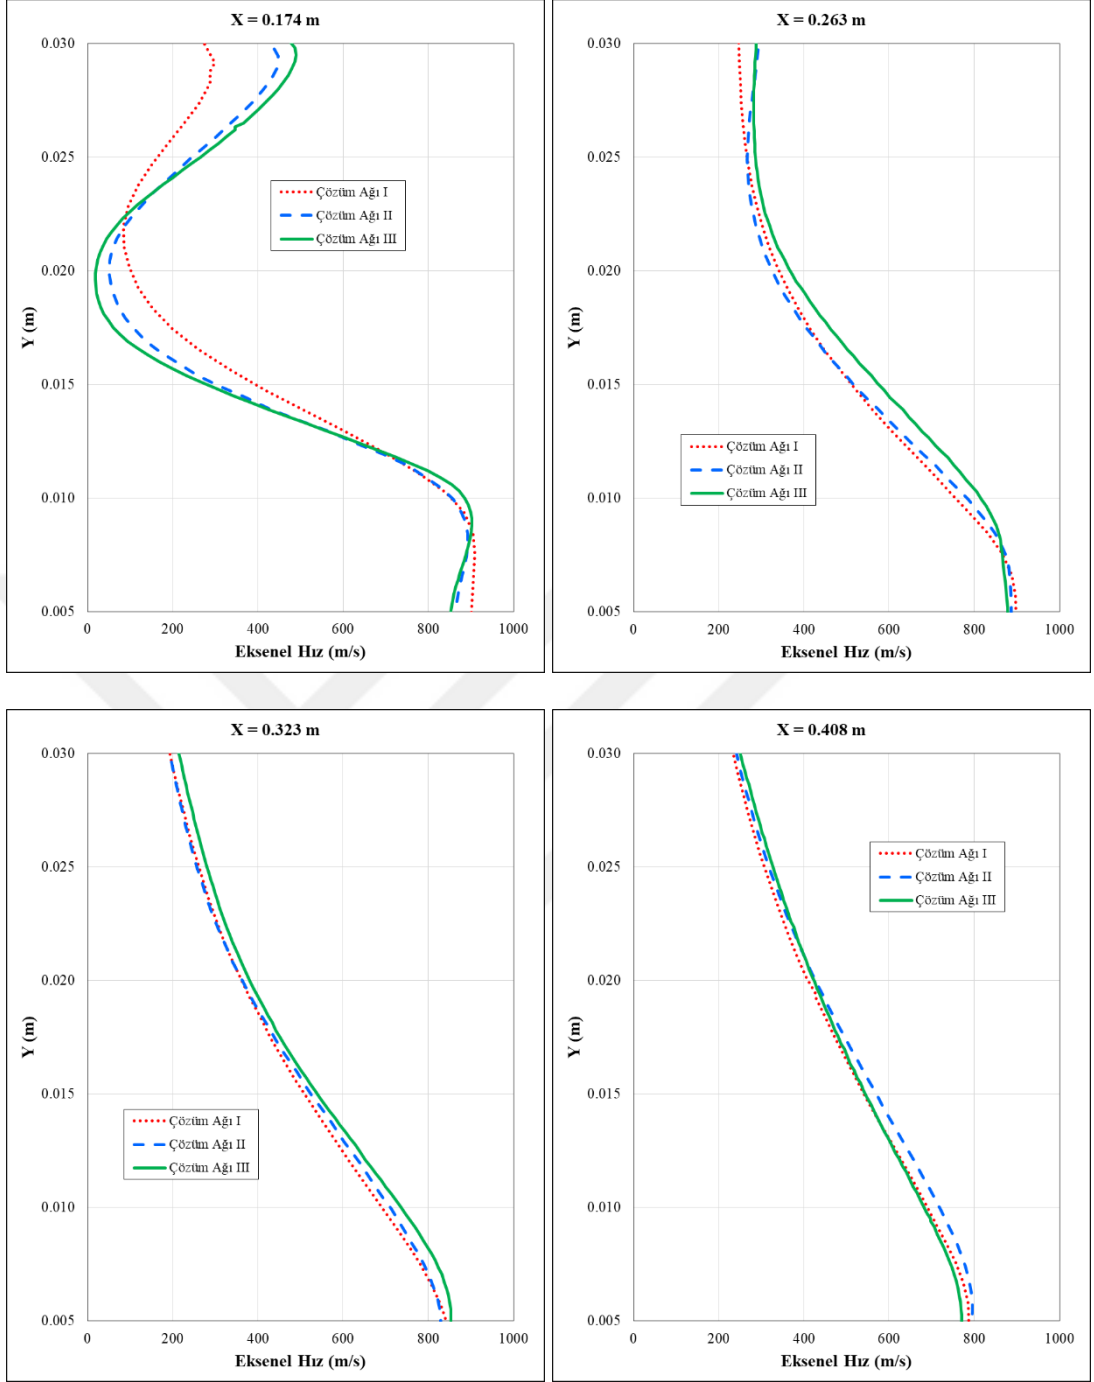 X = 0.174 m
0.030
0.025
0.020
0.015
0.010
0.005
Y (m)
Çözüm Ağı I
Çözüm Ağı II
Çözüm Ağı III
0 200 400 600 800 1000
Eksenel Hız (m/s)
X = 0.263 m
0.030
0.025
0.020
0.015
0.010
0.005
Y (m)
Çözüm Ağı I
Çözüm Ağı II
Çözüm Ağı III
0 200 400 600 800 1000
Eksenel Hız (m/s)
X = 0.323 m
0.030
0.025
0.020
0.015
0.010
0.005
Y (m)
Çözüm Ağı I
Çözüm Ağı II
Çözüm Ağı III
0 200 400 600 800 1000
Eksenel Hız (m/s)
X = 0.408 m
0.030
0.025
0.020
0.015
0.010
0.005
Y (m)
Çözüm Ağı I
Çözüm Ağı II
Çözüm Ağı III
0 200 400 600 800 1000
Eksenel Hız (m/s)